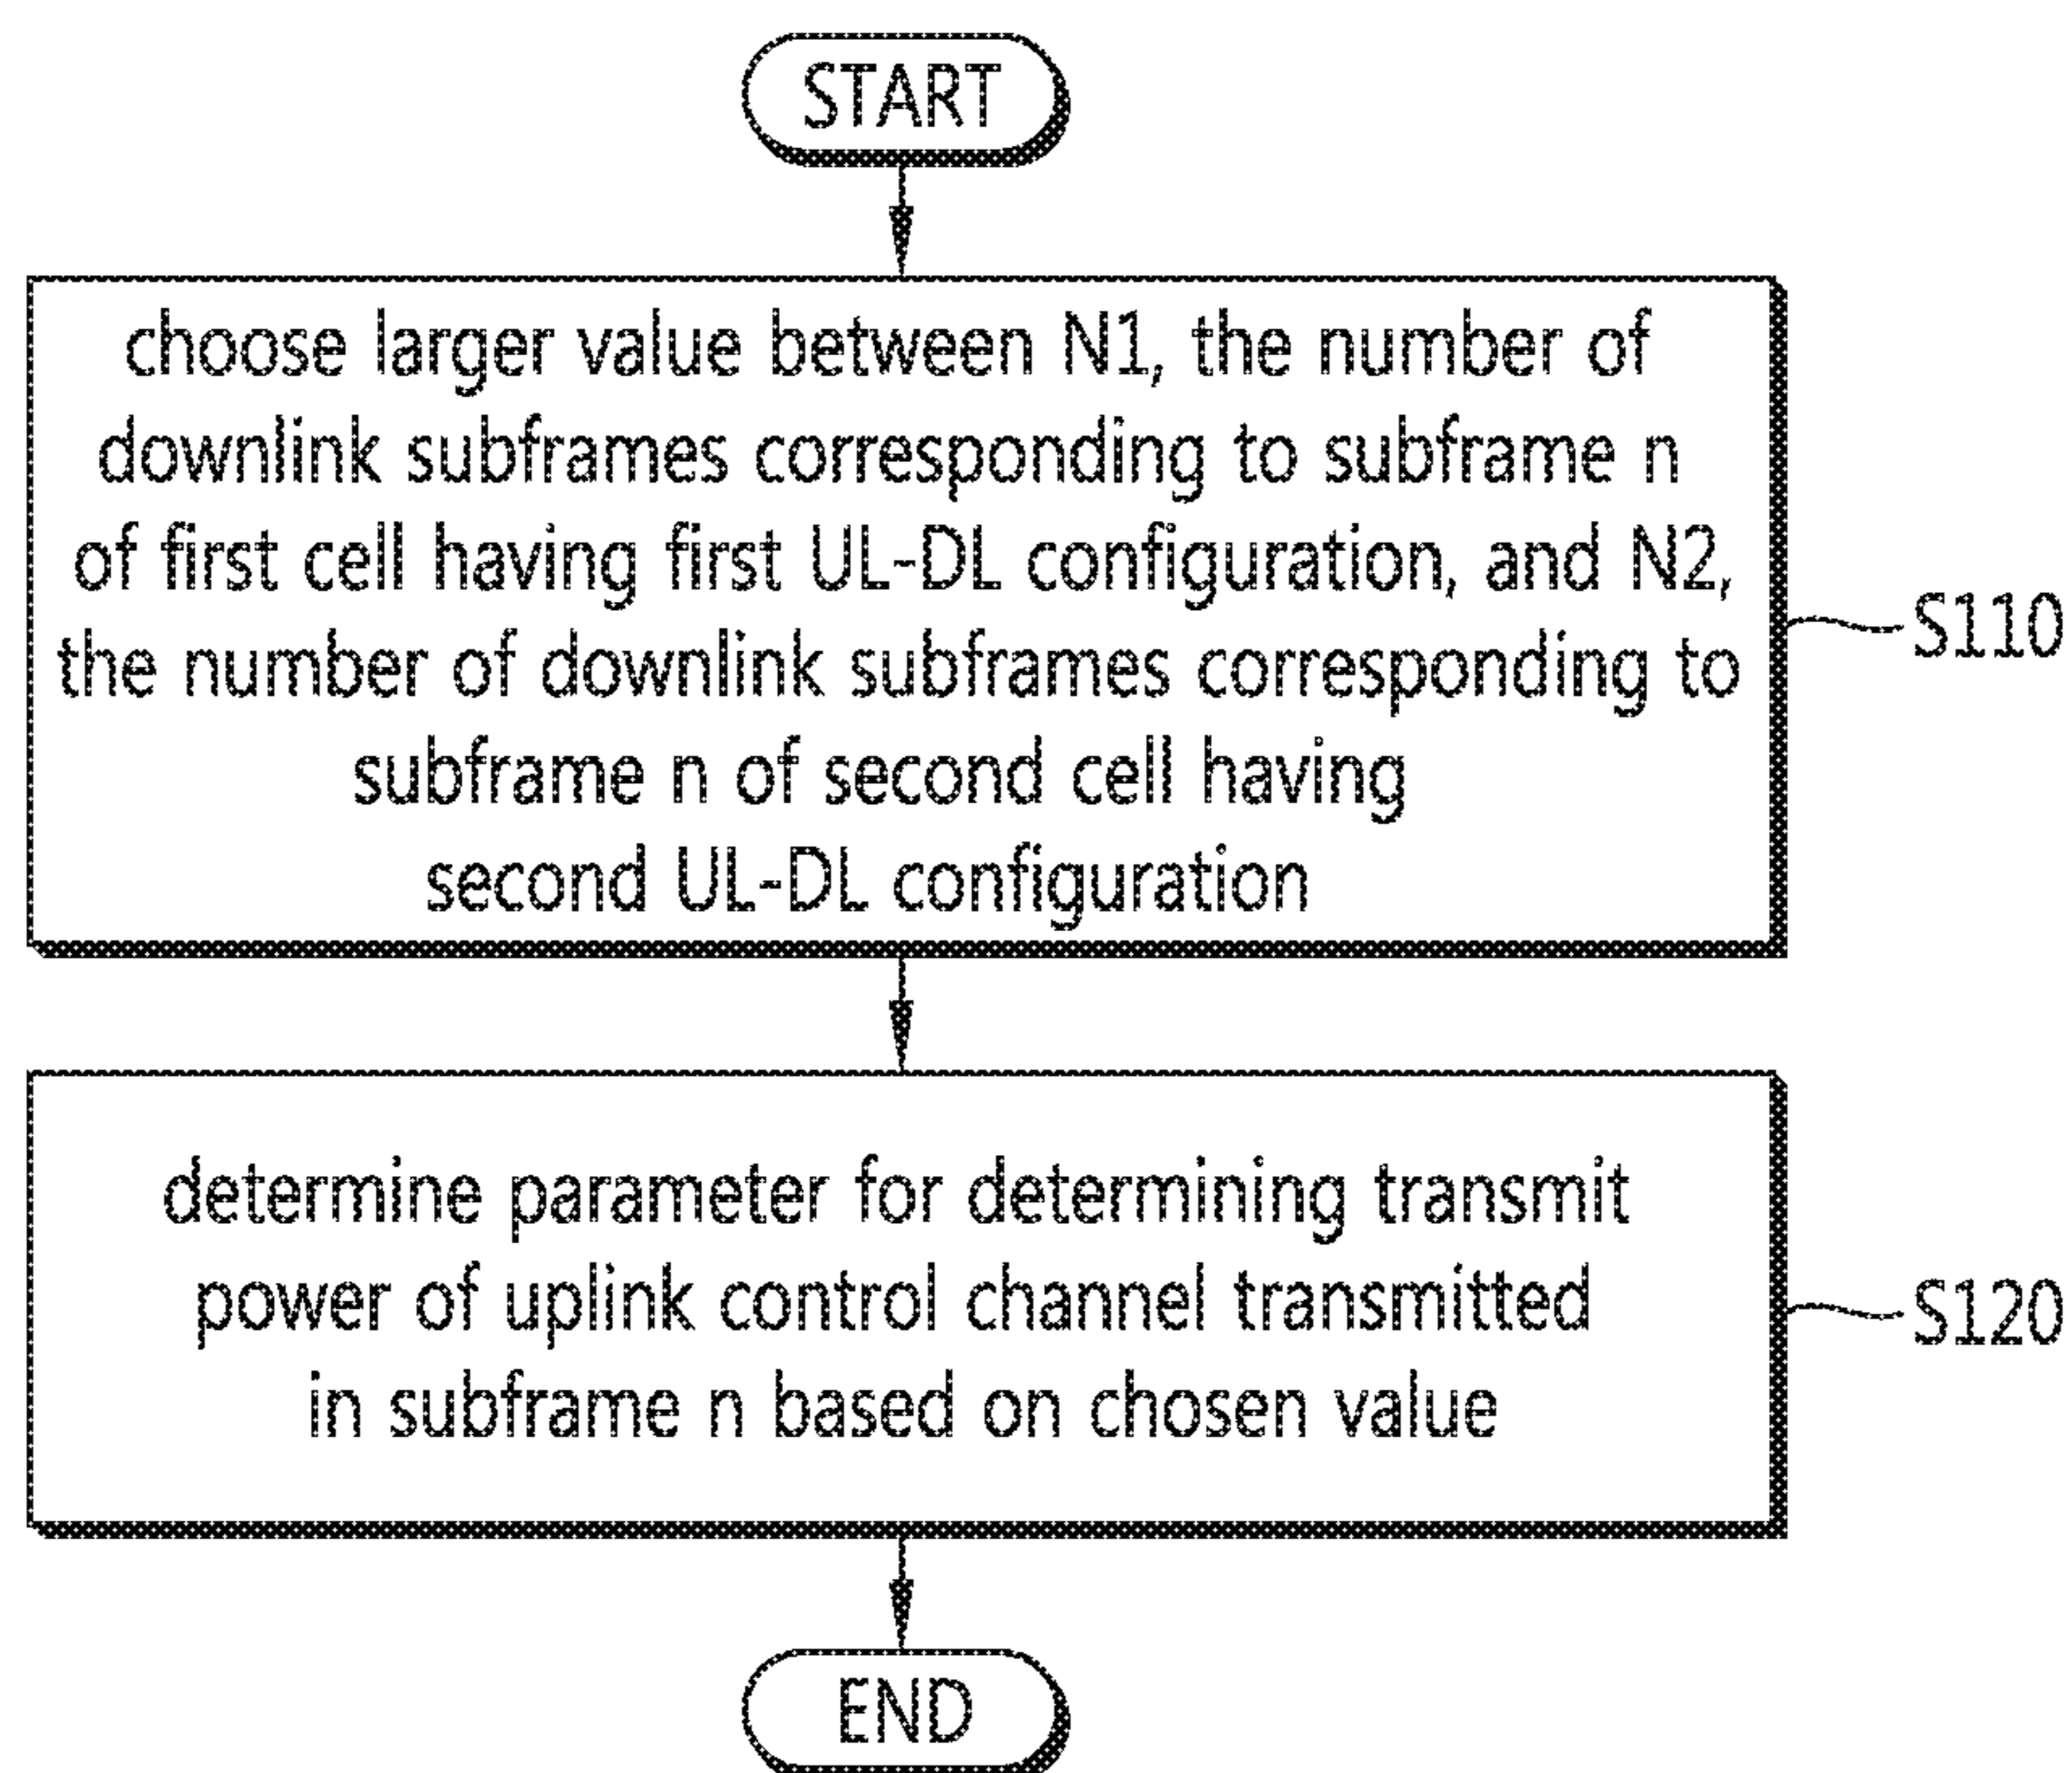 START
choose larger value between N1, the number of
downlink subframes corresponding to subframe n
of first cell having first UL-DL configuration, and N2,
the number of downlink subframes corresponding to
subframe n of second cell having
second UL-DL configuration
S110
determine parameter for determining transmit
power of uplink control channel transmitted
in subframe n based on chosen value
S120
END